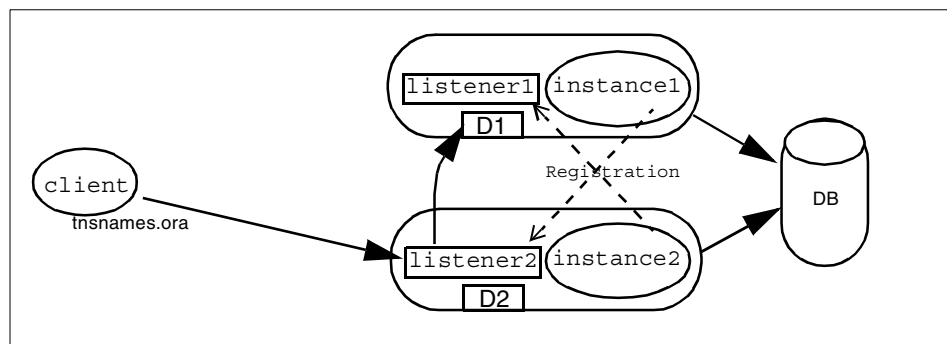 listener1
instance1
D1
Registration
client
tnsnames.ora
DB
listener2
instance2
D2